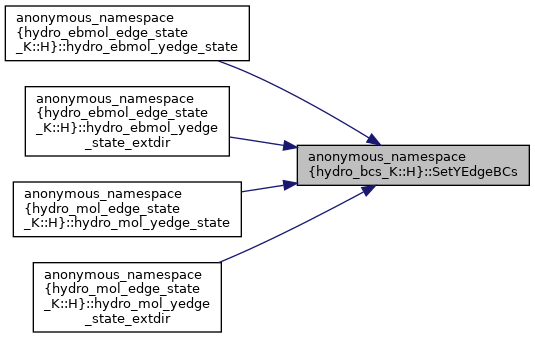 anonymous_namespace
{hydro_ebmol_edge_state
_K::H}::hydro_ebmol_yedge_state
anonymous_namespace
{hydro_ebmol_edge_state
_K::H}::hydro_ebmol_yedge
_state_extdir
anonymous_namespace
{hydro_bcs_K::H}::SetYEdgeBCs
anonymous_namespace
{hydro_mol_edge_state
_K::H}::hydro_mol_yedge_state
anonymous_namespace
{hydro_mol_edge_state
_K::H}::hydro_mol_yedge
_state_extdir